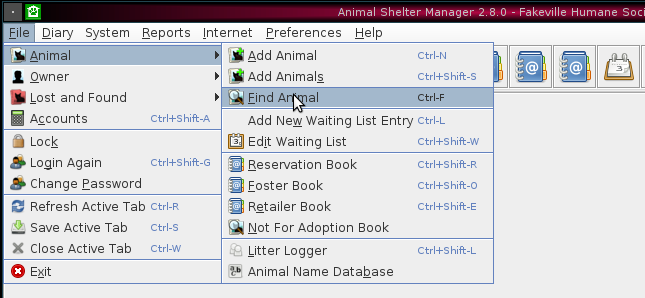 Animal Shelter Manager 2.8.0 - Fakeville Humane Soci
File Diary System Reports Internet Preferences Help
Animal
Owner
Lost and Found
Accounts Ctrl+Shift-A
Lock
Login Again Ctrl+Shift-G
Change Password
Refresh Active Tab Ctrl-R
Save Active Tab Ctrl-S
Close Active Tab Ctrl-W
Exit
Add Animal Ctrl-N
Add Animals Ctrl+Shift-S
Find Animal Ctrl-F
Add New Waiting List Entry Ctrl-L
Edit Waiting List Ctrl+Shift-W
Reservation Book Ctrl+Shift-R
Foster Book Ctrl+Shift-O
Retailer Book Ctrl+Shift-E
Not For Adoption Book
Litter Logger Ctrl+Shift-L
Animal Name Database